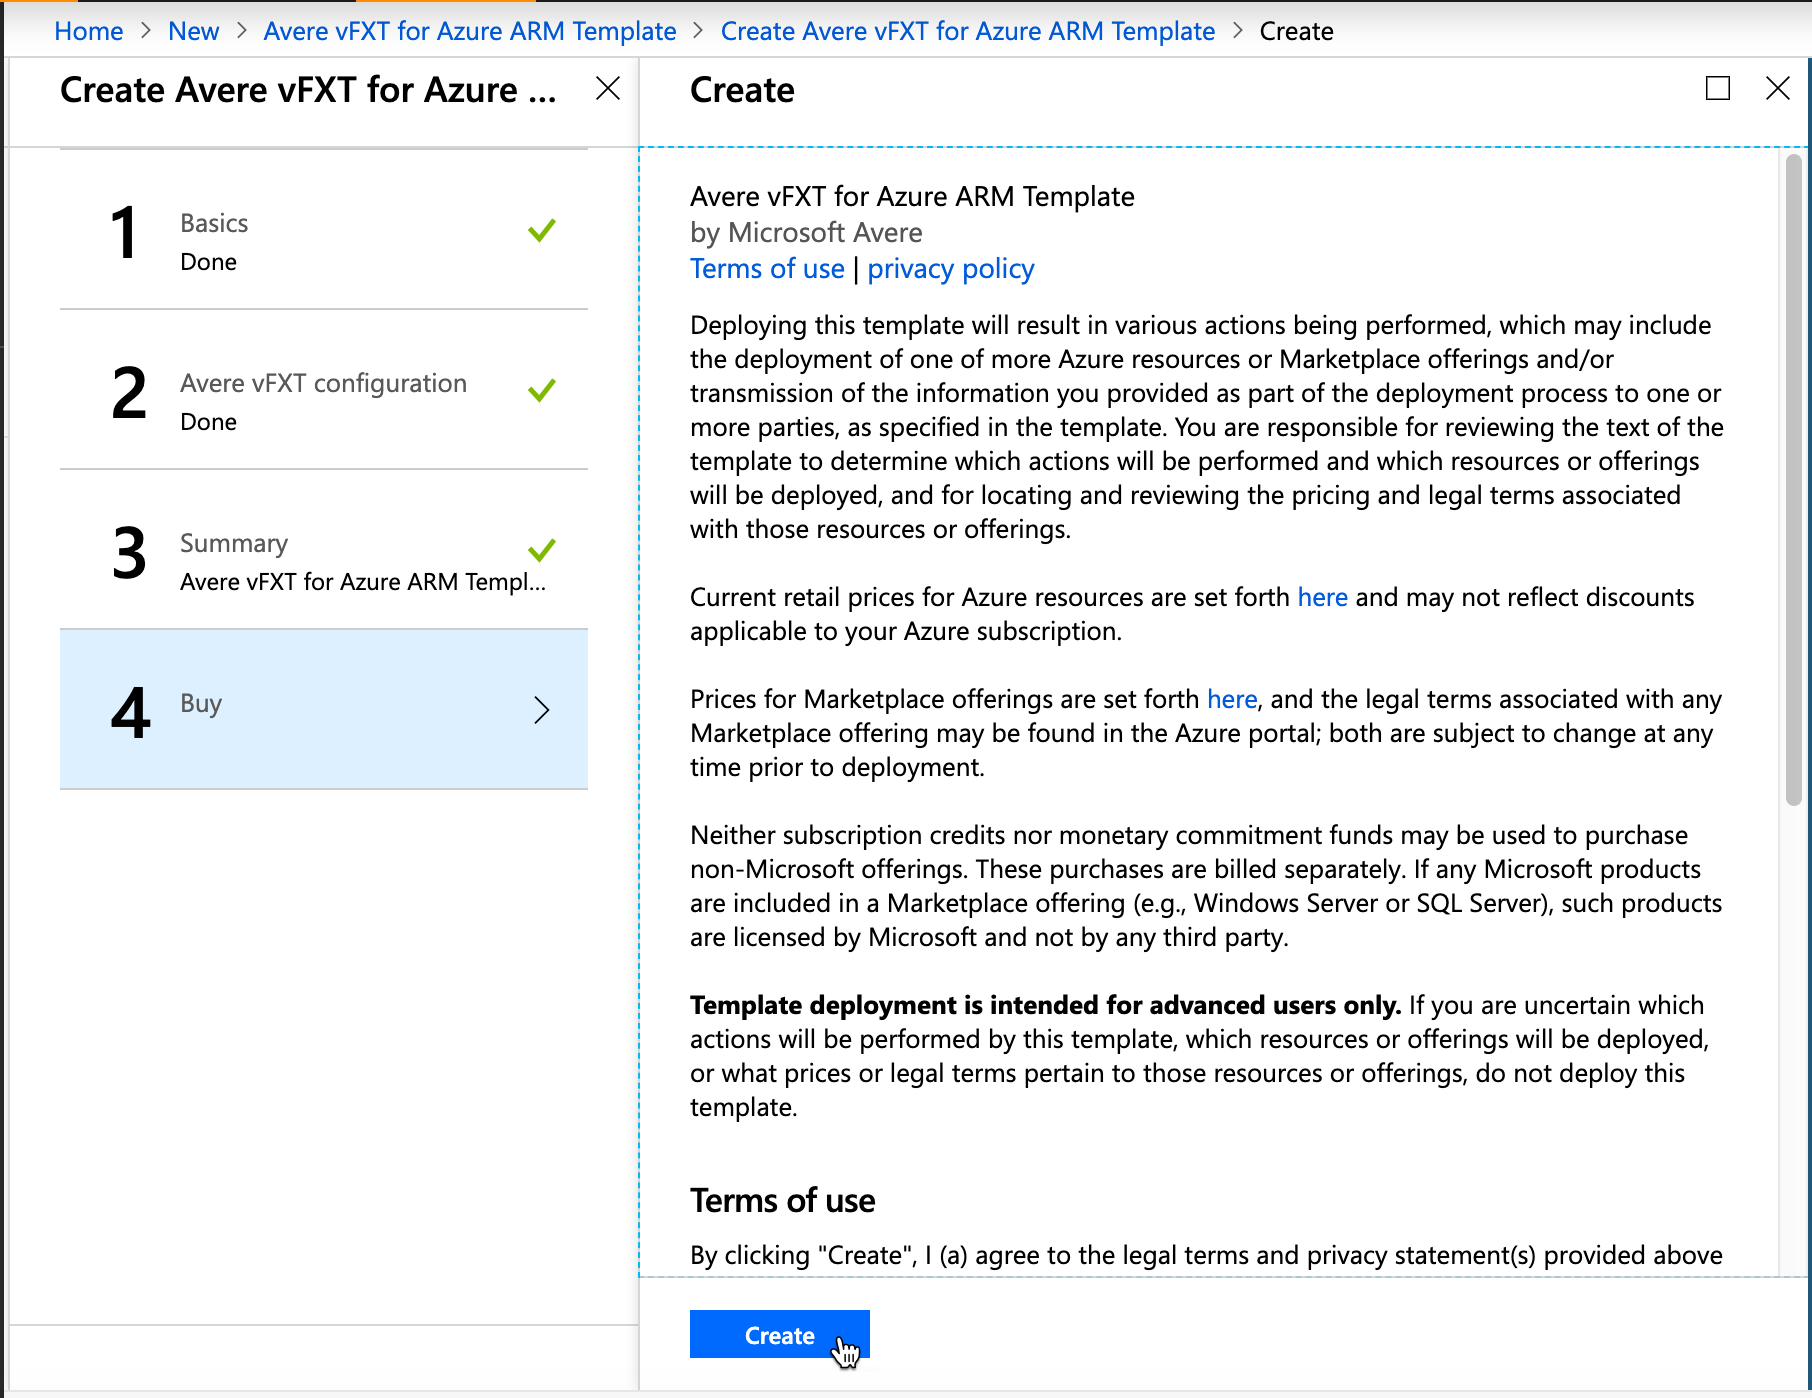 Home > New > Avere vFXT for Azure ARM Template > Create Avere vFXT for Azure ARM Template > Create
Create Avere vFXT for Azure ...
1
Basics
Done
2
Avere vFXT configuration
Done
3
Summary
Avere vFXT for Azure ARM Templ...
4
Buy
Create
Avere vFXT for Azure ARM Template
by Microsoft Avere
Terms of use | privacy policy
Deploying this template will result in various actions being performed, which may include
the deployment of one of more Azure resources or Marketplace offerings and/or
transmission of the information you provided as part of the deployment process to one or
more parties, as specified in the template. You are responsible for reviewing the text of the
template to determine which actions will be performed and which resources or offerings
will be deployed, and for locating and reviewing the pricing and legal terms associated
with those resources or offerings.
Current retail prices for Azure resources are set forth here and may not reflect discounts
applicable to your Azure subscription.
Prices for Marketplace offerings are set forth here, and the legal terms associated with any
Marketplace offering may be found in the Azure portal; both are subject to change at any
time prior to deployment.
Neither subscription credits nor monetary commitment funds may be used to purchase
non-Microsoft offerings. These purchases are billed separately. If any Microsoft products
are included in a Marketplace offering (e.g., Windows Server or SQL Server), such products
are licensed by Microsoft and not by any third party.
Template deployment is intended for advanced users only. If you are uncertain which
actions will be performed by this template, which resources or offerings will be deployed,
or what prices or legal terms pertain to those resources or offerings, do not deploy this
template.
Terms of use
By clicking "Create", I (a) agree to the legal terms and privacy statement(s) provided above
Create